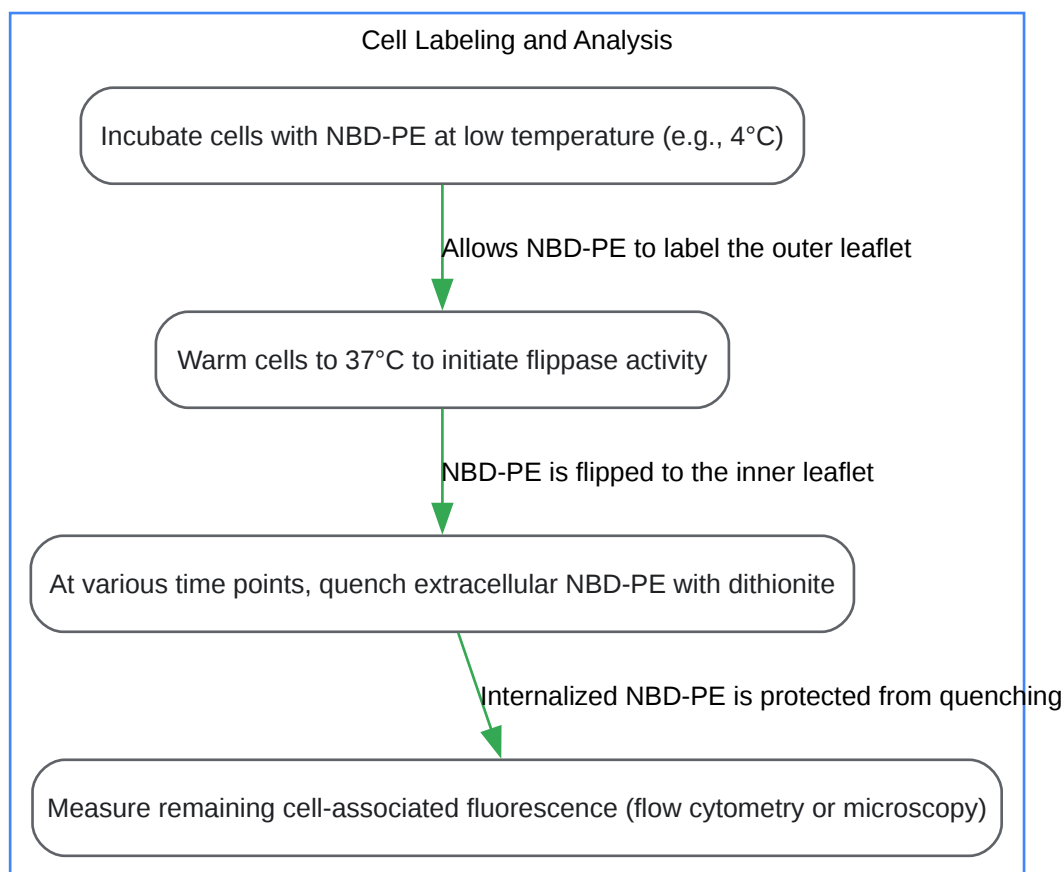 Cell Labeling and Analysis
Incubate cells with NBD-PE at low temperature (e.g., 4°C)
Allows NBD-PE to label the outer leaflet
Warm cells to 37°C to initiate flippase activity
NBD-PE is flipped to the inner leaflet
At various time points, quench extracellular NBD-PE with dithionite
Internalized NBD-PE is protected from quenching
Measure remaining cell-associated fluorescence (flow cytometry or microscopy)